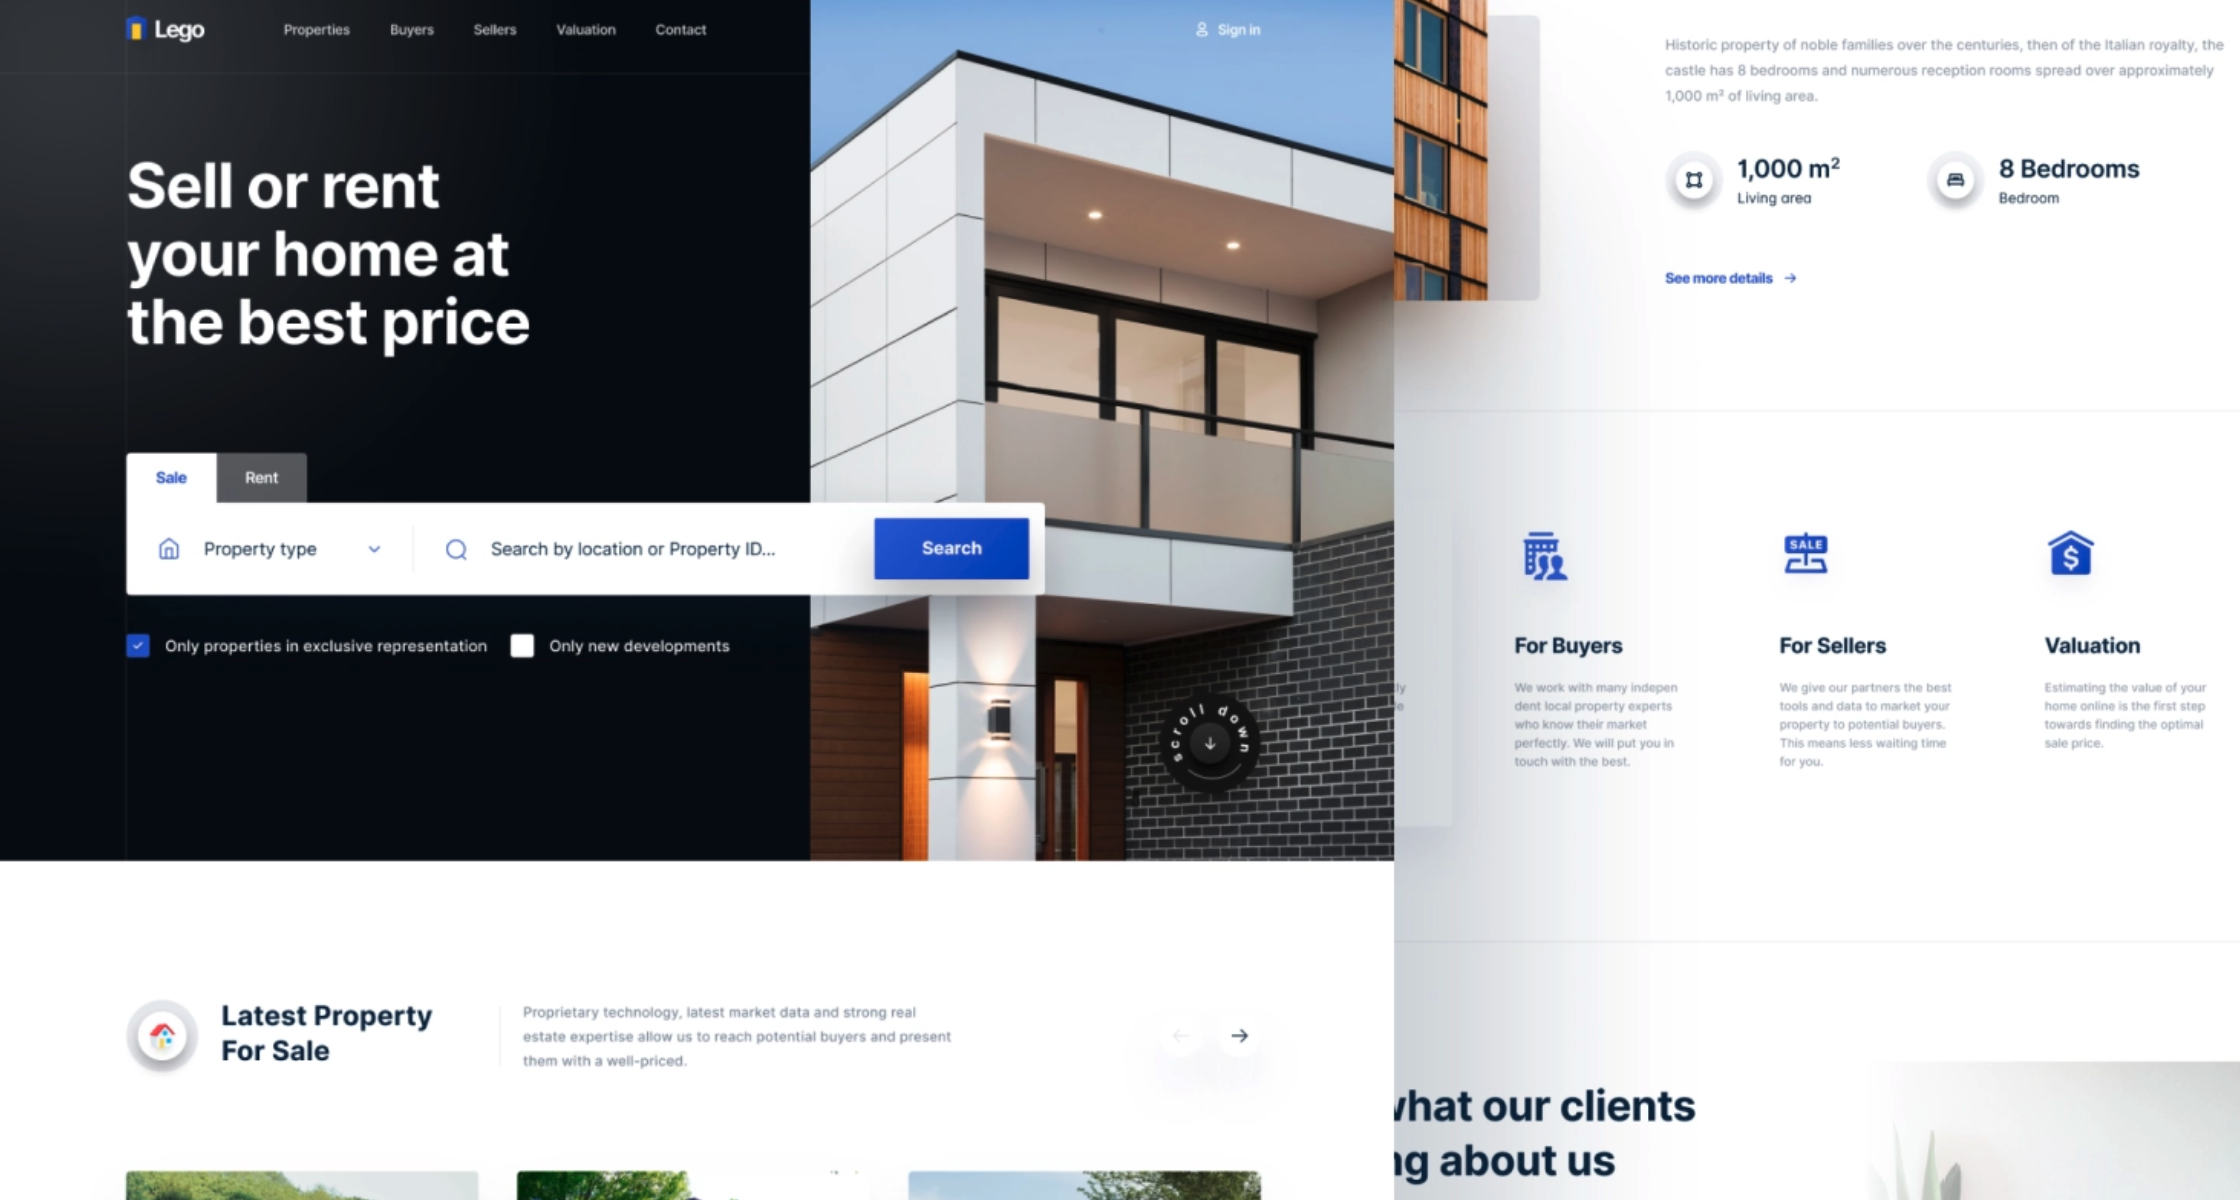 Lego
Properties Buyers Sellers Valuation Contact
Sign in
Sell or rent
your home at
the best price
Sale Rent
Property type
Search by location or Property ID...
Search
Only properties in exclusive representation
Only new developments
scroll down
Latest Property
For Sale
Proprietary technology, latest market data and strong real
estate expertise allow us to reach potential buyers and present
them with a well-priced.
Historic property of noble families over the centuries, then of the Italian royalty, the
castle has 8 bedrooms and numerous reception rooms spread over approximately
1,000 m² of living area.
1,000 m²
Living area
8 Bedrooms
Bedroom
See more details
For Buyers
We work with many indepen
dent local property experts
who know their market
perfectly. We will put you in
touch with the best.
SALE
For Sellers
We give our partners the best
tools and data to market your
property to potential buyers.
This means less waiting time
for you.
$
Valuation
Estimating the value of your
home online is the first step
towards finding the optimal
sale price.
what our clients
about us